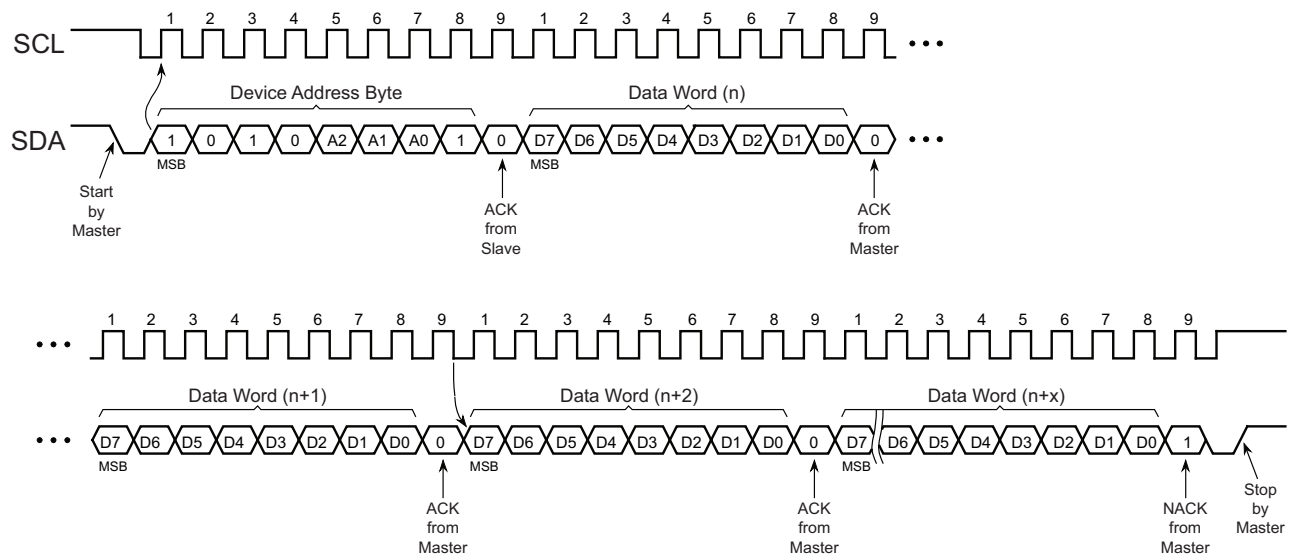 1 2 3 4 5 6 7 8 9 1 2 3 4 5 6 7 8 9
SCL
Device Address Byte Data Word (n)
SDA 1 0 1 0 A2 A1 A0 1 0 D7 D6 D5 D4 D3 D2 D1 D0 0
MSB MSB
Start
by
Master
ACK
from
Slave
ACK
from
Master
1 2 3 4 5 6 7 8 9 1 2 3 4 5 6 7 8 9 1 2 3 4 5 6 7 8 9
Data Word (n+1) Data Word (n+2) Data Word (n+x)
D7 D6 D5 D4 D3 D2 D1 D0 0 D7 D6 D5 D4 D3 D2 D1 D0 0 D7 D6 D5 D4 D3 D2 D1 D0 1
MSB MSB MSB
ACK
from
Master
ACK
from
Master
NACK
from
Master
Stop
by
Master